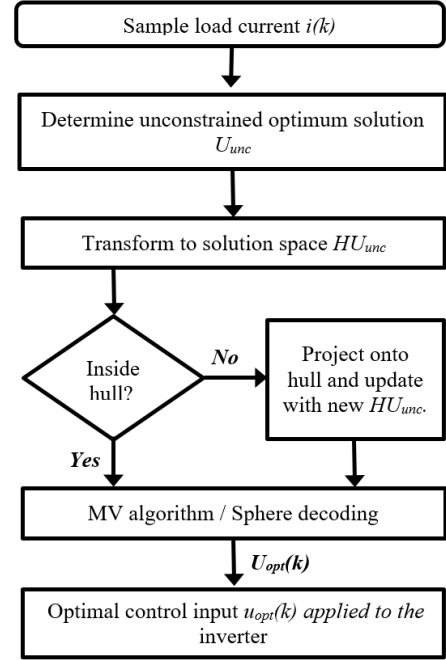 Sample load current i(k)
Determine unconstrained optimum solution
Uunc
Transform to solution space HUunc
Inside
hull?
No
Project onto
hull and update
with new HUunc.
Yes
MV algorithm / Sphere decoding
Uopt(k)
Optimal control input uopt(k) applied to the
inverter